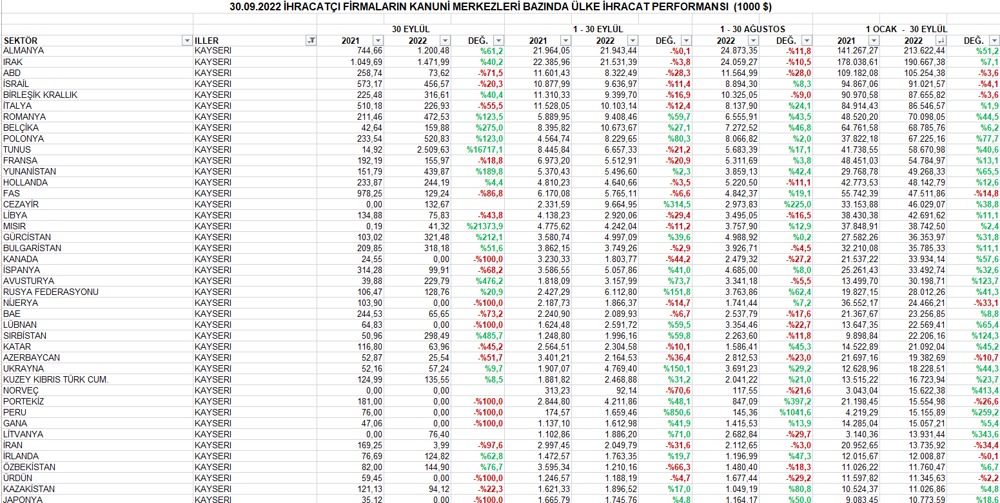 30.09.2022 İHRACATÇI FİRMALARIN KANUNİ MERKEZLERİ BAZINDA ÜLKE İHRACAT PERFORMANSI (1000 $)
30 EYLÜL 1 - 30 EYLÜL 1 - 30 AĞUSTOS 1 OCAK - 30 EYLÜL
SEKTÖR ILLER 2021 2022 DEĞ. 2021 2022 DEĞ. 2022 DEĞ. 2021 2022 DEĞ.
ALMANYA KAYSERI 744,66 1.200,48 %61,2 21.964,05 21.943,44 -%0,1 24.873,35 -%11,8 141.267,27 213.622,44 %51,2
IRAK KAYSERI 1.049,69 1.471,99 %40,2 22.385,96 21.531,39 -%3,8 24.059,27 -%10,5 178.038,61 190.667,38 %7,1
ABD KAYSERI 258,74 73,62 -%71,5 11.601,43 8.322,49 -%28,3 11.564,99 -%28,0 109.182,08 105.254,38 -%3,6
İSRAİL KAYSERI 573,17 456,57 -%20,3 10.877,99 9.636,97 -%11,4 8.894,30 %8,3 94.867,06 91.021,57 -%4,1
BİRLEŞİK KRALLIK KAYSERI 225,48 316,61 %40,4 11.310,33 9.399,70 -%16,9 10.325,05 -%9,0 90.970,58 87.655,82 -%3,6
İTALYA KAYSERI 510,18 226,93 -%55,5 11.528,05 10.103,14 -%12,4 8.137,90 %24,1 84.914,43 86.546,57 %1,9
ROMANYA KAYSERI 211,46 472,53 %123,5 5.889,95 9.408,46 %59,7 6.555,91 %43,5 48.520,20 70.098,05 %44,5
BELÇİKA KAYSERI 42,64 159,88 %275,0 8.395,82 10.673,67 %27,1 7.272,52 %46,8 64.761,58 68.785,76 %6,2
POLONYA KAYSERI 233,54 520,83 %123,0 4.564,74 8.229,65 %80,3 8.066,82 %2,0 37.822,18 67.225,16 %77,7
TUNUS KAYSERI 14,92 2.509,63 %16717,1 8.445,84 6.657,33 -%21,2 5.683,39 %17,1 41.738,55 58.670,98 %40,6
FRANSA KAYSERI 192,19 155,97 -%18,8 6.973,20 5.512,91 -%20,9 5.311,69 %3,8 48.451,03 54.784,97 %13,1
YUNANİSTAN KAYSERI 151,79 439,87 %189,8 5.370,43 5.496,60 %2,3 3.859,13 %42,4 29.768,78 49.268,33 %65,5
HOLLANDA KAYSERI 233,87 244,19 %4,4 4.810,23 4.640,66 -%3,5 5.220,50 -%11,1 42.773,53 48.142,79 %12,6
FAS KAYSERI 978,25 129,24 -%86,8 6.170,08 5.765,11 -%6,6 4.842,37 %19,1 55.742,39 47.511,86 -%14,8
CEZAYİR KAYSERI 0,00 132,67 2.331,59 9.664,95 %314,5 2.973,83 %225,0 33.153,88 46.029,07 %38,8
LİBYA KAYSERI 134,88 75,83 -%43,8 4.138,23 2.920,06 -%29,4 3.495,05 -%16,5 38.430,38 42.691,62 %11,1
MISIR KAYSERI 0,19 41,32 %21373,9 4.775,62 4.242,04 -%11,2 3.757,90 %12,9 37.848,91 38.742,50 %2,4
GÜRCİSTAN KAYSERI 103,02 321,48 %212,1 3.580,74 4.997,09 %39,6 4.988,92 %0,2 27.582,26 36.353,97 %31,8
BULGARİSTAN KAYSERI 209,85 318,18 %51,6 3.862,15 3.749,26 -%2,9 3.926,71 -%4,5 32.210,08 35.785,33 %11,1
KANADA KAYSERI 24,55 0,00 -%100,0 3.230,33 1.803,77 -%44,2 2.479,32 -%27,2 21.537,22 33.934,14 %57,6
İSPANYA KAYSERI 314,28 99,91 -%68,2 3.586,55 5.057,86 %41,0 4.685,00 %8,0 25.261,43 33.492,74 %32,6
AVUSTURYA KAYSERI 39,88 229,79 %476,2 1.818,09 3.157,99 %73,7 3.341,18 -%5,5 13.499,70 30.198,71 %123,7
RUSYA FEDERASYONU KAYSERI 106,47 128,76 %20,9 2.427,29 6.112,80 %151,8 3.763,86 %62,4 19.827,15 28.012,26 %41,3
NİJERYA KAYSERI 103,90 0,00 -%100,0 2.187,73 1.866,37 -%14,7 1.741,44 %7,2 36.552,17 24.466,21 -%33,1
BAE KAYSERI 244,53 65,65 -%73,2 2.240,90 2.089,93 -%6,7 2.537,79 -%17,6 21.367,67 23.256,85 %8,8
LÜBNAN KAYSERI 64,83 0,00 -%100,0 1.624,48 2.591,72 %59,5 3.354,46 -%22,7 13.647,35 22.569,41 %65,4
SIRBİSTAN KAYSERI 50,96 298,49 %485,7 1.248,80 1.996,16 %59,8 2.263,60 -%11,8 9.898,84 22.206,16 %124,3
KATAR KAYSERI 116,80 63,96 -%45,2 2.564,51 2.304,58 -%10,1 1.586,41 %45,3 14.522,89 21.092,04 %45,2
AZERBAYCAN KAYSERI 52,87 25,54 -%51,7 3.401,21 2.164,53 -%36,4 2.812,53 -%23,0 21.697,16 19.382,69 -%10,7
UKRAYNA KAYSERI 52,16 57,24 %9,7 1.907,07 4.769,40 %150,1 3.691,23 %29,2 12.628,96 18.228,51 %44,3
KUZEY KIBRIS TÜRK CUM. KAYSERI 124,99 135,55 %8,5 1.881,82 2.468,88 %31,2 2.041,22 %21,0 13.515,22 16.723,94 %23,7
NORVEÇ KAYSERI 0,00 0,00 313,23 92,14 -%70,6 117,55 -%21,6 3.043,04 15.622,38 %413,4
PORTEKİZ KAYSERI 181,00 0,00 -%100,0 2.844,80 4.211,86 %48,1 847,09 %397,2 21.198,45 15.554,98 -%26,6
PERU KAYSERI 76,00 0,00 -%100,0 174,57 1.659,46 %850,6 145,36 %1041,6 4.219,29 15.155,89 %259,2
GANA KAYSERI 47,06 0,00 -%100,0 1.137,10 1.612,98 %41,9 1.415,53 %13,9 14.285,04 15.057,21 %5,4
LİTVANYA KAYSERI 0,00 76,40 1.102,86 1.886,20 %71,0 2.682,84 -%29,7 3.140,36 13.931,44 %343,6
İRAN KAYSERI 169,25 3,99 -%97,6 2.997,45 2.049,79 -%31,6 2.112,65 -%3,0 20.952,65 13.735,92 -%34,4
İRLANDA KAYSERI 76,69 124,82 %62,8 1.472,57 1.763,35 %19,7 1.196,99 %47,3 12.015,67 12.008,87 -%0,1
ÖZBEKİSTAN KAYSERI 82,00 144,90 %76,7 3.595,34 1.210,16 -%66,3 1.480,40 -%18,3 11.026,22 11.760,47 %6,7
ÜRDÜN KAYSERI 59,45 0,00 -%100,0 1.246,57 1.188,19 -%4,7 1.677,44 -%29,2 11.597,82 11.345,63 -%2,2
KAZAKİSTAN KAYSERI 121,13 94,12 -%22,3 1.621,33 1.896,52 %17,0 1.049,19 %80,8 10.524,37 11.026,86 %4,8
JAPONYA KAYSERI 35,12 0,00 -%100,0 1.665,79 1.745,76 %4,8 1.164,17 %50,0 9.083,45 10.773,59 %18,6